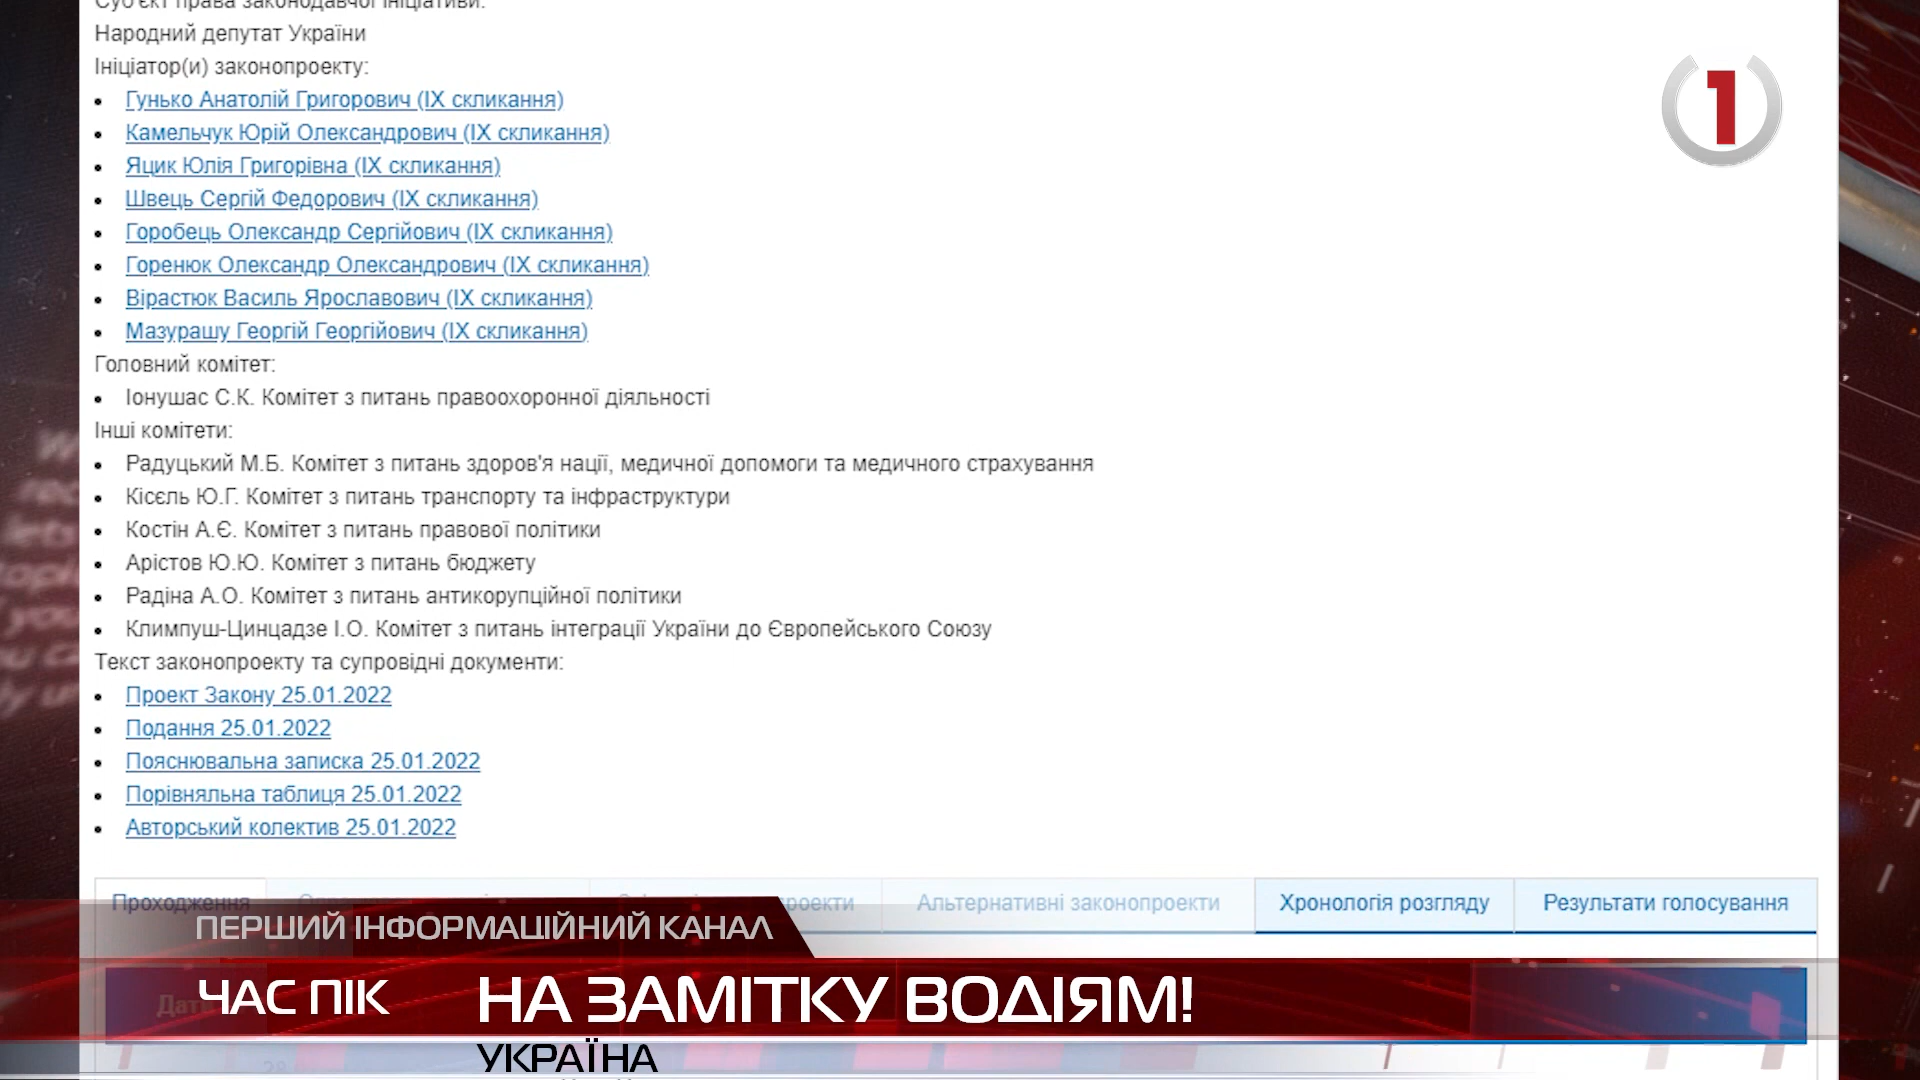 Суб'єкт права законодавчої ініціативи:
Народний депутат України
Ініціатор(и) законопроекту:
Гунько Анатолій Григорович (IX скликання)
Камельчук Юрій Олександрович (IX скликання)
Яцик Юлія Григорівна (IX скликання)
Швець Сергій Федорович (IX скликання)
Горобець Олександр Сергійович (IX скликання)
Горенюк Олександр Олександрович (IX скликання)
Вірастюк Василь Ярославович (IX скликання)
Мазурашу Георгій Георгійович (IX скликання)
Головний комітет:
Іонушас С.К. Комітет з питань правоохоронної діяльності
Інші комітети:
Радуцький М.Б. Комітет з питань здоров'я нації, медичної допомоги та медичного страхування
Кісєль Ю.Г. Комітет з питань транспорту та інфраструктури
Костін А.Є. Комітет з питань правової політики
Арістов Ю.Ю. Комітет з питань бюджету
Радіна А.О. Комітет з питань антикорупційної політики
Климпуш-Цинцадзе І.О. Комітет з питань інтеграції України до Європейського Союзу
Текст законопроекту та супровідні документи:
Проект Закону 25.01.2022
Подання 25.01.2022
Пояснювальна записка 25.01.2022
Порівняльна таблиця 25.01.2022
Авторський колектив 25.01.2022
1
Проходження Альтернативні законопроекти Хронологія розгляду Результати голосування
ПЕРШИЙ ІНФОРМАЦІЙНИЙ КАНАЛ
ЧАС ПІК НА ЗАМІТКУ ВОДІЯМ!
УКРАЇНА